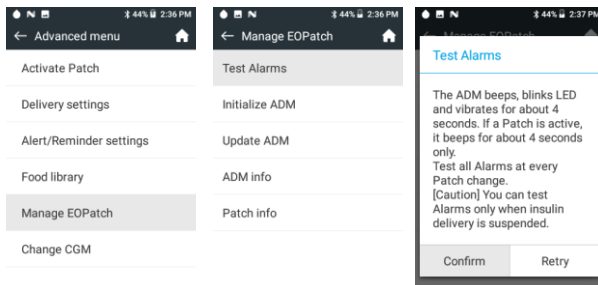 44% 2:36 PM
← Advanced menu
Activate Patch
Delivery settings
Alert/Reminder settings
Food library
Manage EOPatch
Change CGM
44% 2:36 PM
← Manage EOPatch
Test Alarms
Initialize ADM
Update ADM
ADM info
Patch info
44% 2:37 PM
Manage EOPatch
Test Alarms
The ADM beeps, blinks LED
and vibrates for about 4
seconds. If a Patch is active,
it beeps for about 4 seconds
only.
Test all Alarms at every
Patch change.
[Caution] You can test
Alarms only when insulin
delivery is suspended.
Confirm Retry